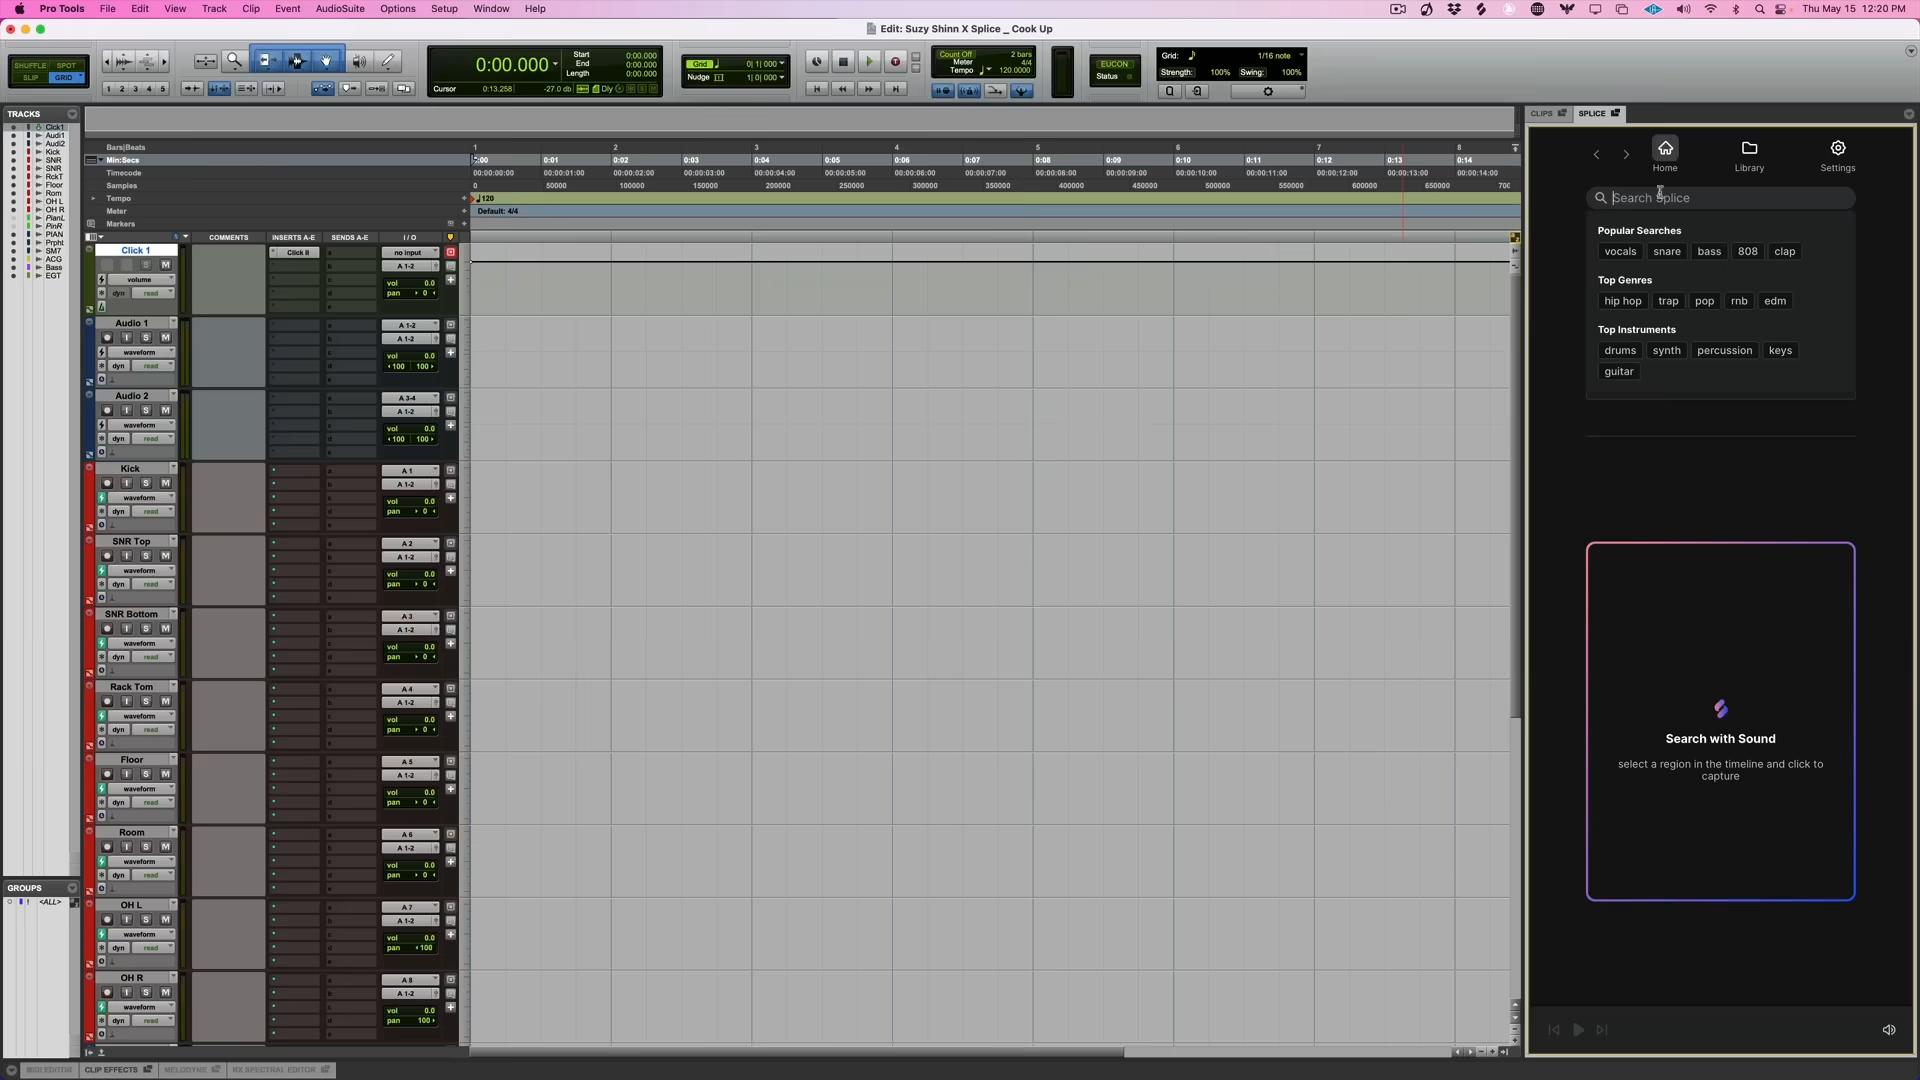 Pro Tools File Edit View Track Clip Event AudioSuite Options Setup Window Help
Thu May 15 12:20 PM
Edit: Suzy Shinn X Splice _ Cook Up
SHUFFLE SPOT
SLIP GRID
1 2 3 4 5
0:00.000
Start 0:00.000
End 0:00.000
Length 0:00.000
Cursor 0:13.258 -27.0 db Dly
Grid 0| 1| 000
Nudge 1| 0| 000
Count Off 2 bars
Meter 4/4
Tempo 120.0000
EUCON
Status
Grid: 1/16 note
Strength: 100% Swing: 100%
TRACKS
Click1
Audi1
Audi2
Kick
SNR
SNR
RckT
Floor
Rom
OH L
OH R
PianL
PinR
PIAN
Prpht
SM7
ACG
Bass
EGT
GROUPS
<ALL>
Bars|Beats 1 2 3 4 5 6 7 8
Min:Secs 0:00 0:01 0:02 0:03 0:04 0:05 0:06 0:07 0:08 0:09 0:10 0:11 0:12 0:13 0:14
Timecode 00:00:00:00 00:00:01:00 00:00:02:00 00:00:03:00 00:00:04:00 00:00:05:00 00:00:06:00 00:00:07:00 00:00:08:00 00:00:09:00 00:00:10:00 00:00:11:00 00:00:12:00 00:00:13:00 00:00:14:00
Samples 0 50000 100000 150000 200000 250000 300000 350000 400000 450000 500000 550000 600000 650000 700
Tempo 120
Meter Default: 4/4
Markers
COMMENTS INSERTS A-E SENDS A-E I / O
Click 1
S M
volume
dyn read
Click II
no input
A 1-2
vol 0.0
pan 0
Audio 1
I S M
waveform
dyn read
A 1-2
A 1-2
vol 0.0
100 100
Audio 2
I S M
waveform
dyn read
A 3-4
A 1-2
vol 0.0
100 100
Kick
I S M
waveform
dyn read
A 1
A 1-2
vol 0.0
pan 0
SNR Top
I S M
waveform
dyn read
A 2
A 1-2
vol 0.0
pan 0
SNR Bottom
I S M
waveform
dyn read
A 3
A 1-2
vol 0.0
pan 0
Rack Tom
I S M
waveform
dyn read
A 4
A 1-2
vol 0.0
pan 0
Floor
I S M
waveform
dyn read
A 5
A 1-2
vol 0.0
pan 0
Room
I S M
waveform
dyn read
A 6
A 1-2
vol 0.0
pan 0
OH L
I S M
waveform
dyn read
A 7
A 1-2
vol 0.0
pan 100
OH R
I S M
waveform
dyn read
A 8
A 1-2
vol 0.0
pan 100
MIDI EDITOR CLIP EFFECTS MELODYNE RX SPECTRAL EDITOR
CLIPS SPLICE
Home Library Settings
Search Splice
Popular Searches
vocals snare bass 808 clap
Top Genres
hip hop trap pop rnb edm
Top Instruments
drums synth percussion keys
guitar
Search with Sound
select a region in the timeline and click to
capture